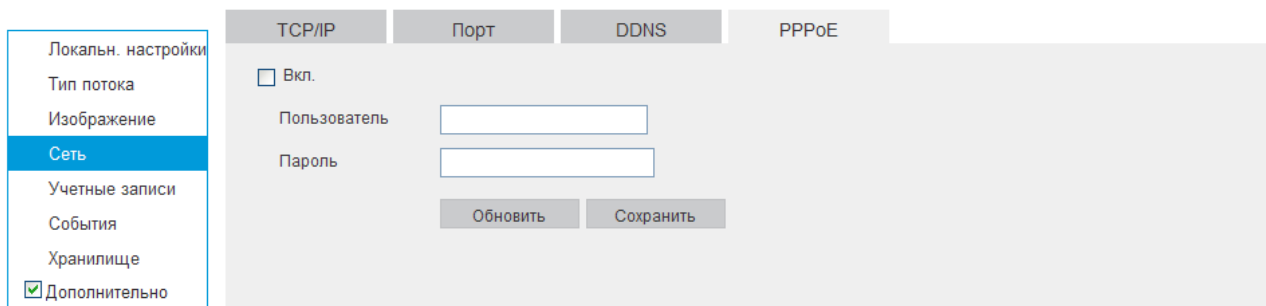 TCP/IP Порт DDNS PPPoE
Локальн. настройки
Тип потока
Изображение
Сеть
Учетные записи
События
Хранилище
Дополнительно
Вкл.
Пользователь
Пароль
Обновить Сохранить